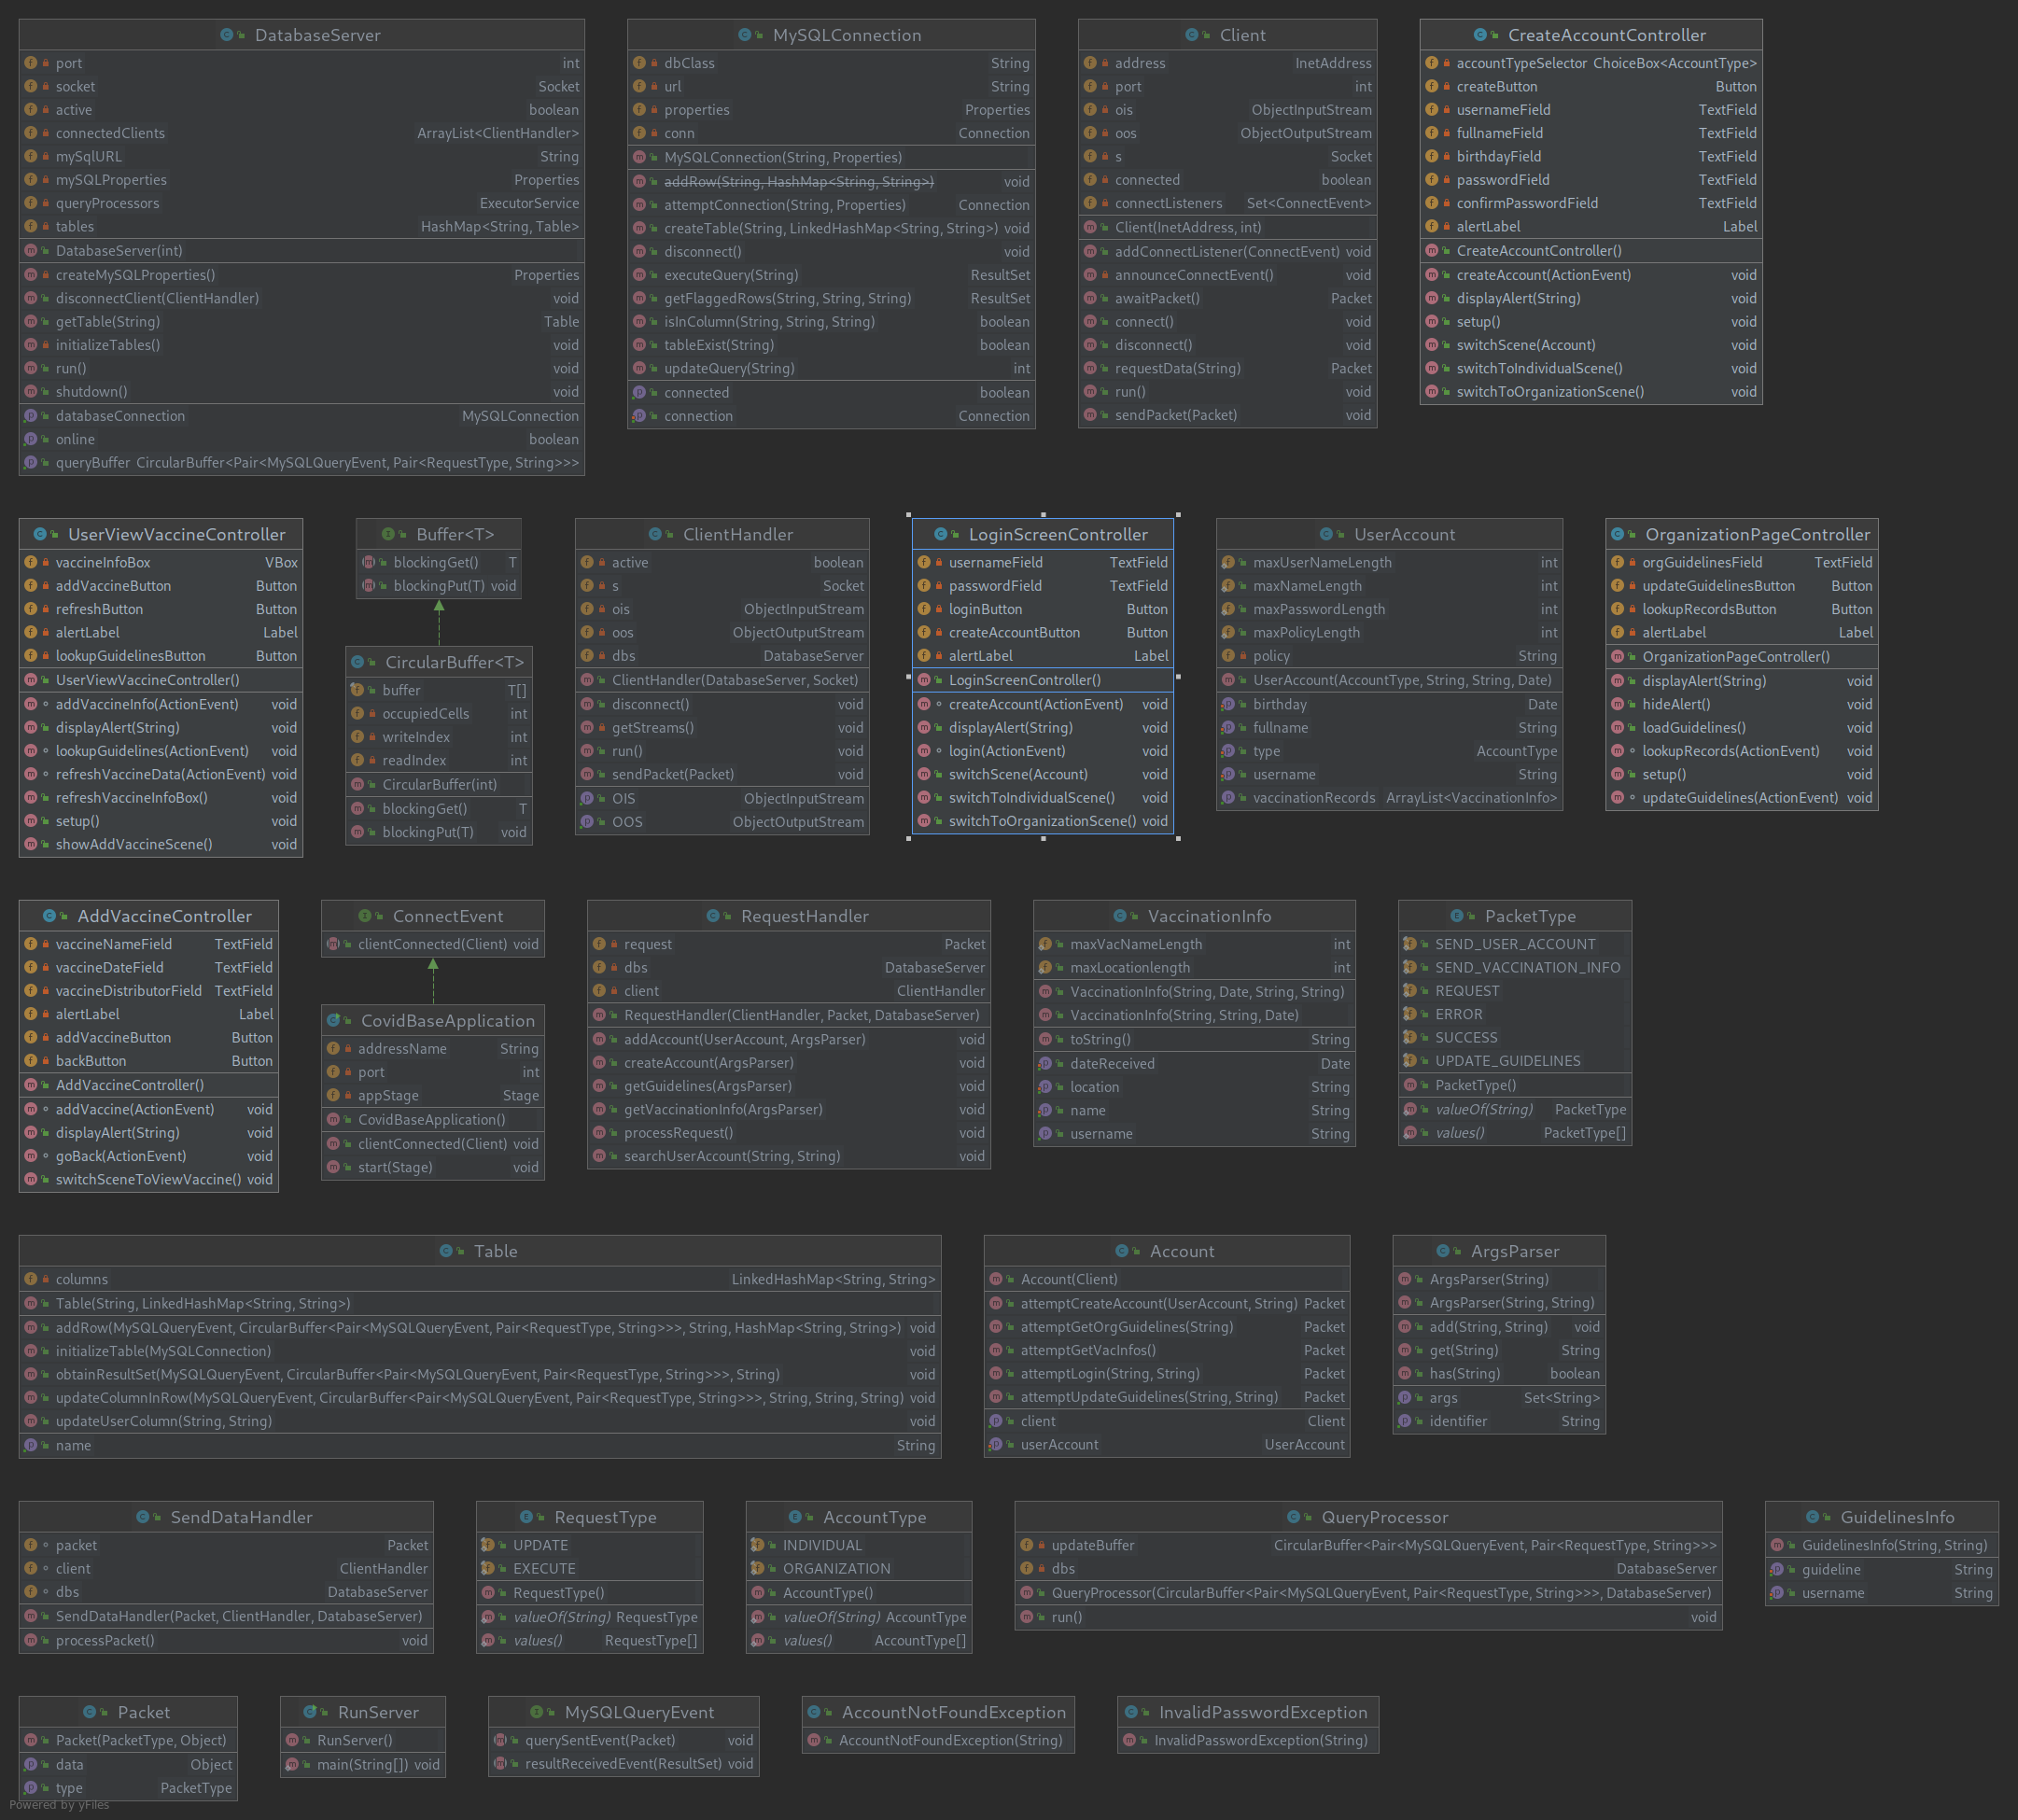 DatabaseServer
port int
socket Socket
active boolean
connectedClients ArrayList<ClientHandler>
mySqlURL String
mySQLProperties Properties
queryProcessors ExecutorService
tables HashMap<String, Table>
DatabaseServer(int)
createMySQLProperties() Properties
disconnectClient(ClientHandler) void
getTable(String) Table
initializeTables() void
run() void
shutdown() void
databaseConnection MySQLConnection
online boolean
queryBuffer CircularBuffer<Pair<MySQLQueryEvent, Pair<RequestType, String>>>
MySQLConnection
dbClass String
url String
properties Properties
conn Connection
MySQLConnection(String, Properties)
addRow(String, HashMap<String, String>) void
attemptConnection(String, Properties) Connection
createTable(String, LinkedHashMap<String, String>) void
disconnect() void
executeQuery(String) ResultSet
getFlaggedRows(String, String, String) ResultSet
isInColumn(String, String, String) boolean
tableExist(String) boolean
updateQuery(String) int
connected boolean
connection Connection
Client
address InetAddress
port int
ois ObjectInputStream
oos ObjectOutputStream
s Socket
connected boolean
connectListeners Set<ConnectEvent>
Client(InetAddress, int)
addConnectListener(ConnectEvent) void
announceConnectEvent() void
awaitPacket() Packet
connect() void
disconnect() void
requestData(String) Packet
run() void
sendPacket(Packet) void
CreateAccountController
accountTypeSelector ChoiceBox<AccountType>
createButton Button
usernameField TextField
fullnameField TextField
birthdayField TextField
passwordField TextField
confirmPasswordField TextField
alertLabel Label
CreateAccountController()
createAccount(ActionEvent) void
displayAlert(String) void
setup() void
switchScene(Account) void
switchToIndividualScene() void
switchToOrganizationScene() void
UserViewVaccineController
vaccineInfoBox VBox
addVaccineButton Button
refreshButton Button
alertLabel Label
lookupGuidelinesButton Button
UserViewVaccineController()
addVaccineInfo(ActionEvent) void
displayAlert(String) void
lookupGuidelines(ActionEvent) void
refreshVaccineData(ActionEvent) void
refreshVaccineInfoBox() void
setup() void
showAddVaccineScene() void
Buffer<T>
blockingGet() T
blockingPut(T) void
CircularBuffer<T>
buffer T[]
occupiedCells int
writeIndex int
readIndex int
CircularBuffer(int)
blockingGet() T
blockingPut(T) void
ClientHandler
active boolean
s Socket
ois ObjectInputStream
oos ObjectOutputStream
dbs DatabaseServer
ClientHandler(DatabaseServer, Socket)
disconnect() void
getStreams() void
run() void
sendPacket(Packet) void
OIS ObjectInputStream
OOS ObjectOutputStream
LoginScreenController
usernameField TextField
passwordField TextField
loginButton Button
createAccountButton Button
alertLabel Label
LoginScreenController()
createAccount(ActionEvent) void
displayAlert(String) void
login(ActionEvent) void
switchScene(Account) void
switchToIndividualScene() void
switchToOrganizationScene() void
UserAccount
maxUserNameLength int
maxNameLength int
maxPasswordLength int
maxPolicyLength int
policy String
UserAccount(AccountType, String, String, Date)
birthday Date
fullname String
type AccountType
username String
vaccinationRecords ArrayList<VaccinationInfo>
OrganizationPageController
orgGuidelinesField TextField
updateGuidelinesButton Button
lookupRecordsButton Button
alertLabel Label
OrganizationPageController()
displayAlert(String) void
hideAlert() void
loadGuidelines() void
lookupRecords(ActionEvent) void
setup() void
updateGuidelines(ActionEvent) void
AddVaccineController
vaccineNameField TextField
vaccineDateField TextField
vaccineDistributorField TextField
alertLabel Label
addVaccineButton Button
backButton Button
AddVaccineController()
addVaccine(ActionEvent) void
displayAlert(String) void
goBack(ActionEvent) void
switchSceneToViewVaccine() void
ConnectEvent
clientConnected(Client) void
CovidBaseApplication
addressName String
port int
appStage Stage
CovidBaseApplication()
clientConnected(Client) void
start(Stage) void
RequestHandler
request Packet
dbs DatabaseServer
client ClientHandler
RequestHandler(ClientHandler, Packet, DatabaseServer)
addAccount(UserAccount, ArgsParser) void
createAccount(ArgsParser) void
getGuidelines(ArgsParser) void
getVaccinationInfo(ArgsParser) void
processRequest() void
searchUserAccount(String, String) void
VaccinationInfo
maxVacNameLength int
maxLocationlength int
VaccinationInfo(String, Date, String, String)
VaccinationInfo(String, String, Date)
toString() String
dateReceived Date
location String
name String
username String
PacketType
SEND_USER_ACCOUNT
SEND_VACCINATION_INFO
REQUEST
ERROR
SUCCESS
UPDATE_GUIDELINES
PacketType()
valueOf(String) PacketType
values() PacketType[]
Table
columns LinkedHashMap<String, String>
Table(String, LinkedHashMap<String, String>)
addRow(MySQLQueryEvent, CircularBuffer<Pair<MySQLQueryEvent, Pair<RequestType, String>>>, String, HashMap<String, String>) void
initializeTable(MySQLConnection) void
obtainResultSet(MySQLQueryEvent, CircularBuffer<Pair<MySQLQueryEvent, Pair<RequestType, String>>>, String) void
updateColumnInRow(MySQLQueryEvent, CircularBuffer<Pair<MySQLQueryEvent, Pair<RequestType, String>>>, String, String, String) void
updateUserColumn(String, String) void
name String
Account
Account(Client)
attemptCreateAccount(UserAccount, String) Packet
attemptGetOrgGuidelines(String) Packet
attemptGetVacInfos() Packet
attemptLogin(String, String) Packet
attemptUpdateGuidelines(String, String) Packet
client Client
userAccount UserAccount
ArgsParser
ArgsParser(String)
ArgsParser(String, String)
add(String, String) void
get(String) String
has(String) boolean
args Set<String>
identifier String
SendDataHandler
packet Packet
client ClientHandler
dbs DatabaseServer
SendDataHandler(Packet, ClientHandler, DatabaseServer)
processPacket() void
RequestType
UPDATE
EXECUTE
RequestType()
valueOf(String) RequestType
values() RequestType[]
AccountType
INDIVIDUAL
ORGANIZATION
AccountType()
valueOf(String) AccountType
values() AccountType[]
QueryProcessor
updateBuffer CircularBuffer<Pair<MySQLQueryEvent, Pair<RequestType, String>>>
dbs DatabaseServer
QueryProcessor(CircularBuffer<Pair<MySQLQueryEvent, Pair<RequestType, String>>>, DatabaseServer)
run() void
GuidelinesInfo
GuidelinesInfo(String, String)
guideline String
username String
Packet
Packet(PacketType, Object)
data Object
type PacketType
RunServer
RunServer()
main(String[]) void
MySQLQueryEvent
querySentEvent(Packet) void
resultReceivedEvent(ResultSet) void
AccountNotFoundException
AccountNotFoundException(String)
InvalidPasswordException
InvalidPasswordException(String)
Powered by yFiles